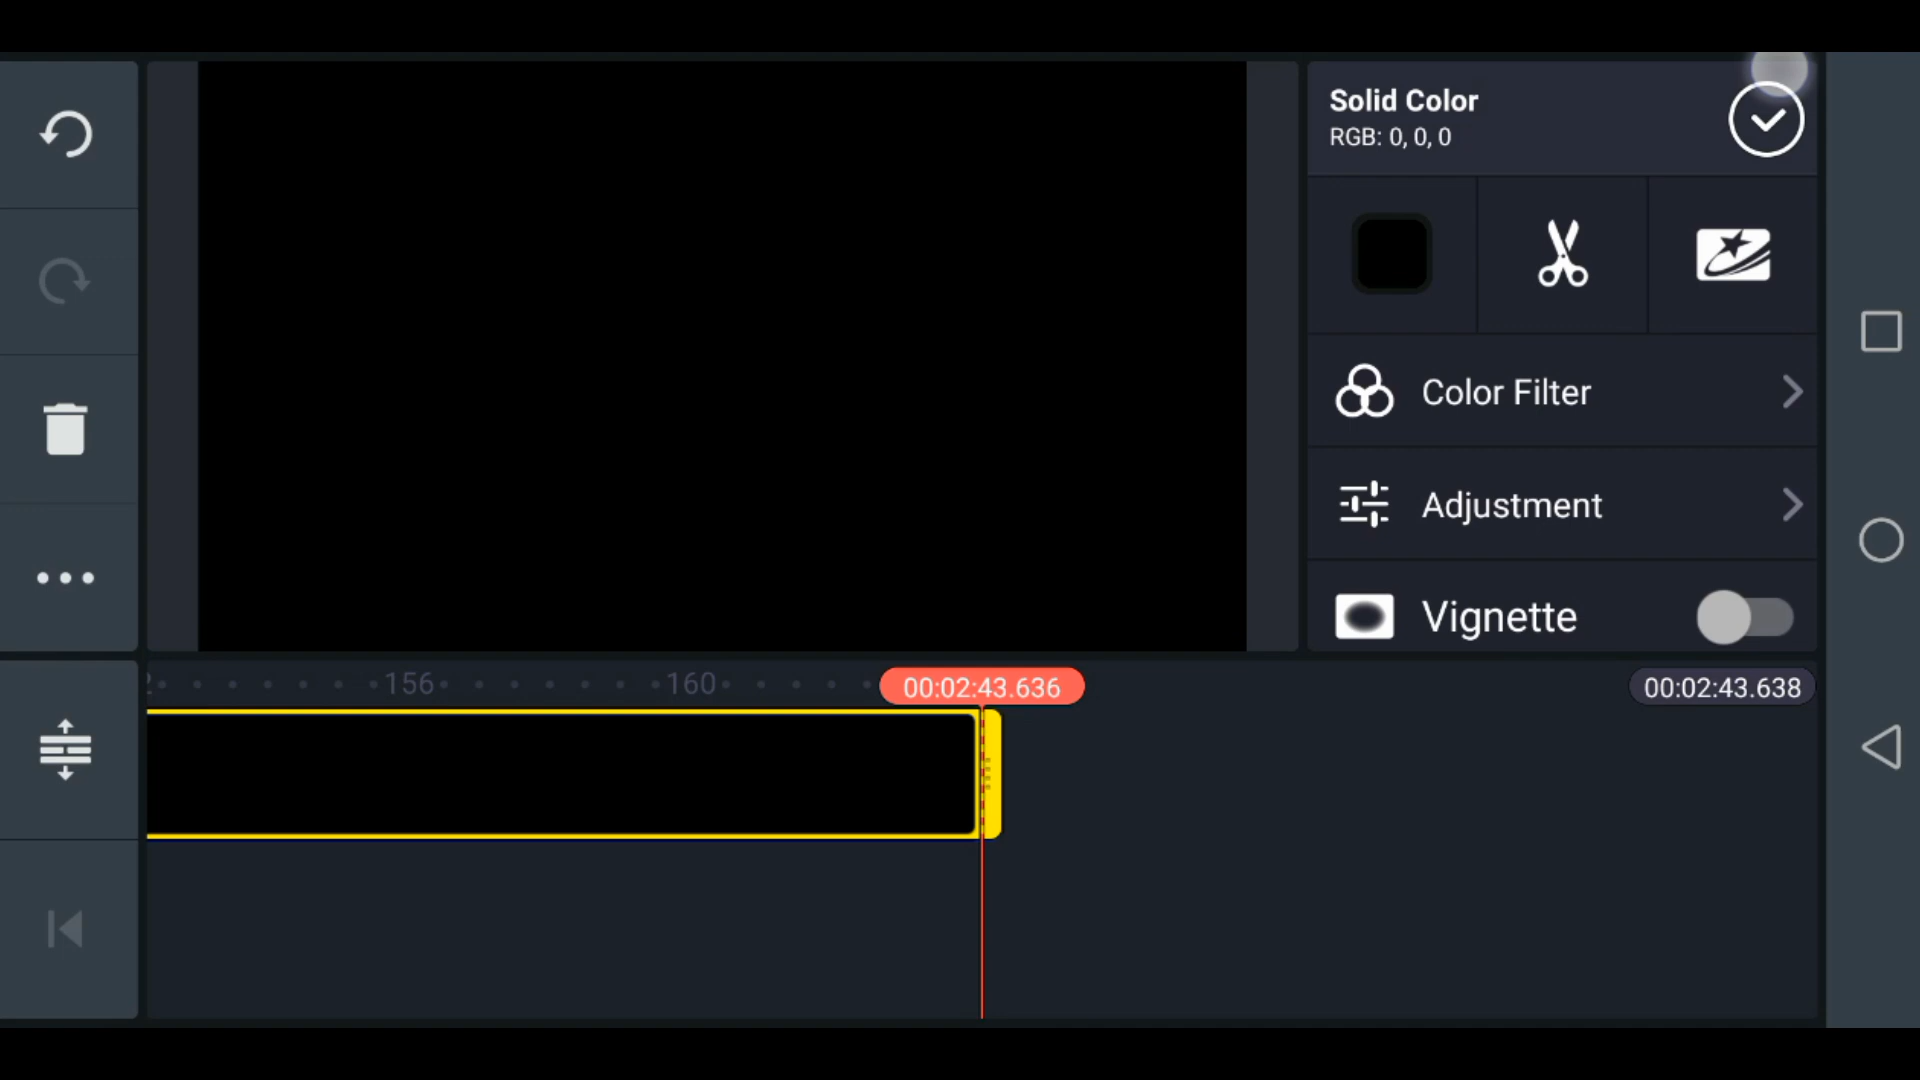 Solid Color
RGB: 0, 0, 0
Color Filter
Adjustment
Vignette
156
160
00:02:43.636
00:02:43.638